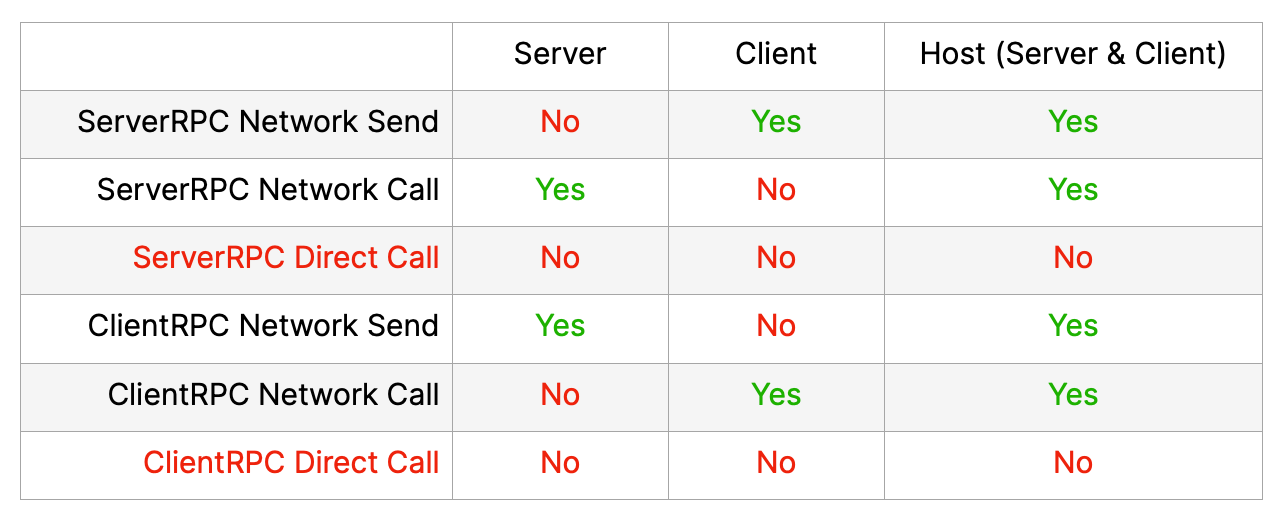 Server Client Host (Server & Client)
ServerRPC Network Send No Yes Yes
ServerRPC Network Call Yes No Yes
ServerRPC Direct Call No No No
ClientRPC Network Send Yes No Yes
ClientRPC Network Call No Yes Yes
ClientRPC Direct Call No No No